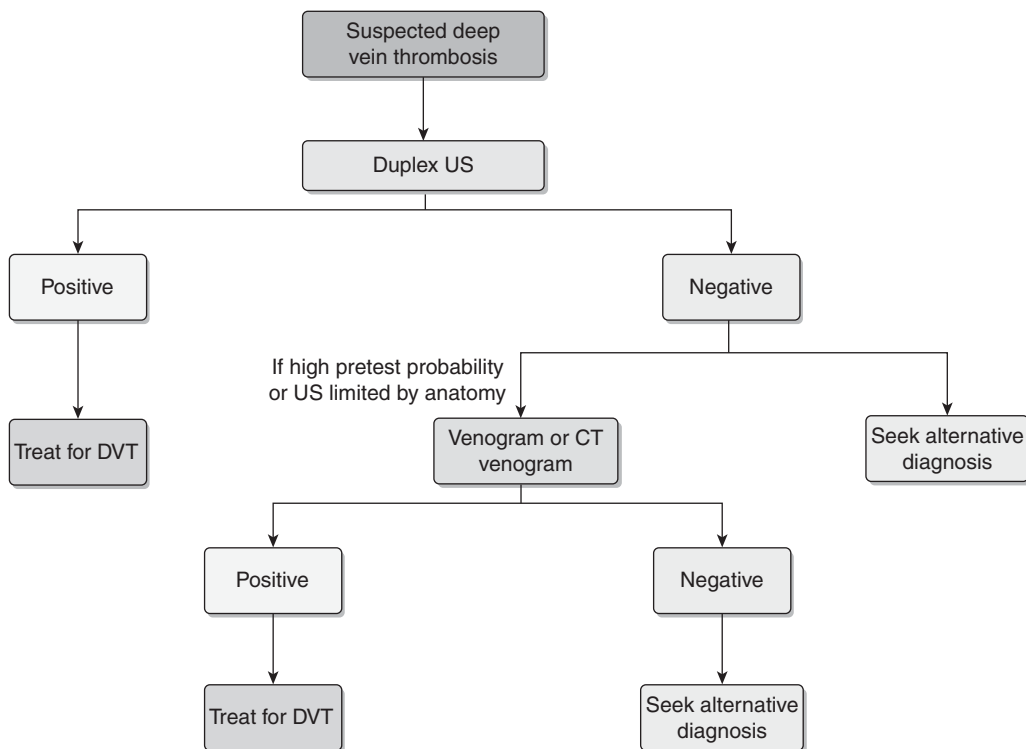 Suspected deep
vein thrombosis
Duplex US
Positive
Negative
If high pretest probability
or US limited by anatomy
Treat for DVT
Venogram or CT
venogram
Seek alternative
diagnosis
Positive
Negative
Treat for DVT
Seek alternative
diagnosis